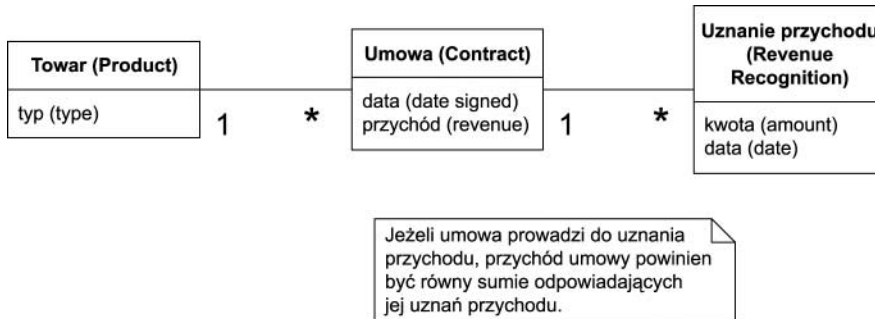 Towar (Product)
typ (type)
1
*
Umowa (Contract)
data (date signed)
przychód (revenue)
1
*
Uznanie przychodu
(Revenue
Recognition)
kwota (amount)
data (date)
Jeżeli umowa prowadzi do uznania
przychodu, przychód umowy powinien
być równy sumie odpowiadających
jej uznań przychodu.